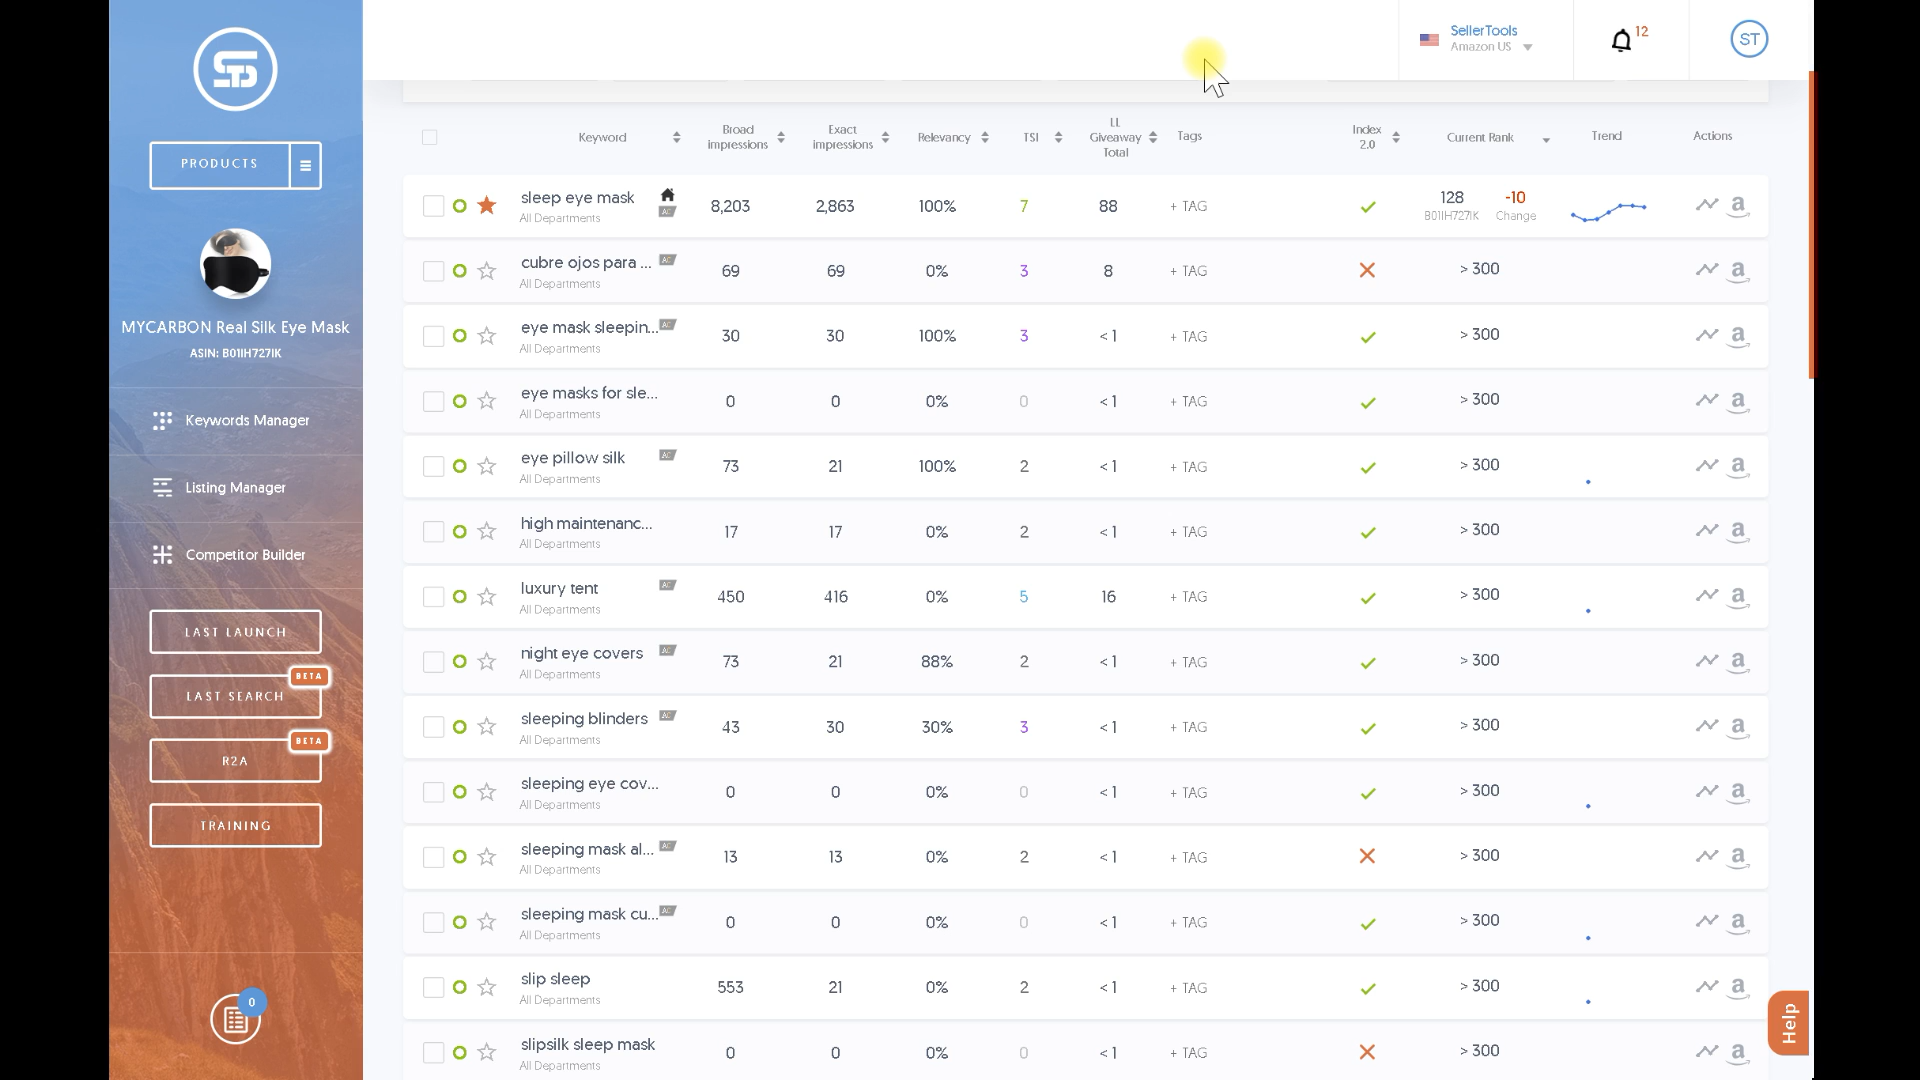 SellerTools
Amazon US
12
ST
PRODUCTS
MYCARBON Real Silk Eye Mask
ASIN: B01IH727IK
Keywords Manager
Listing Manager
Competitor Builder
LAST LAUNCH
BETA
LAST SEARCH
BETA
R2A
TRAINING
0
Keyword
Broad impressions
Exact impressions
Relevancy
TSI
LL Giveaway Total
Tags
Index 2.0
Current Rank
Trend
Actions
sleep eye mask AC 8,203 2,863 100% 7 88 + TAG 128 -10
All Departments B01IH727IK Change
cubre ojos para ... AC 69 69 0% 3 8 + TAG > 300
All Departments
eye mask sleepin... AC 30 30 100% 3 < 1 + TAG > 300
All Departments
eye masks for sle... 0 0 0% 0 < 1 + TAG > 300
All Departments
eye pillow silk AC 73 21 100% 2 < 1 + TAG > 300
All Departments
high maintenanc... 17 17 0% 2 < 1 + TAG > 300
All Departments
luxury tent AC 450 416 0% 5 16 + TAG > 300
All Departments
night eye covers AC 73 21 88% 2 < 1 + TAG > 300
All Departments
sleeping blinders AC 43 30 30% 3 < 1 + TAG > 300
All Departments
sleeping eye cov... 0 0 0% 0 < 1 + TAG > 300
All Departments
sleeping mask al... AC 13 13 0% 2 < 1 + TAG > 300
All Departments
sleeping mask cu... AC 0 0 0% 0 < 1 + TAG > 300
All Departments
slip sleep 553 21 0% 2 < 1 + TAG > 300
All Departments
slipsilk sleep mask 0 0 0% 0 < 1 + TAG > 300
All Departments
Help